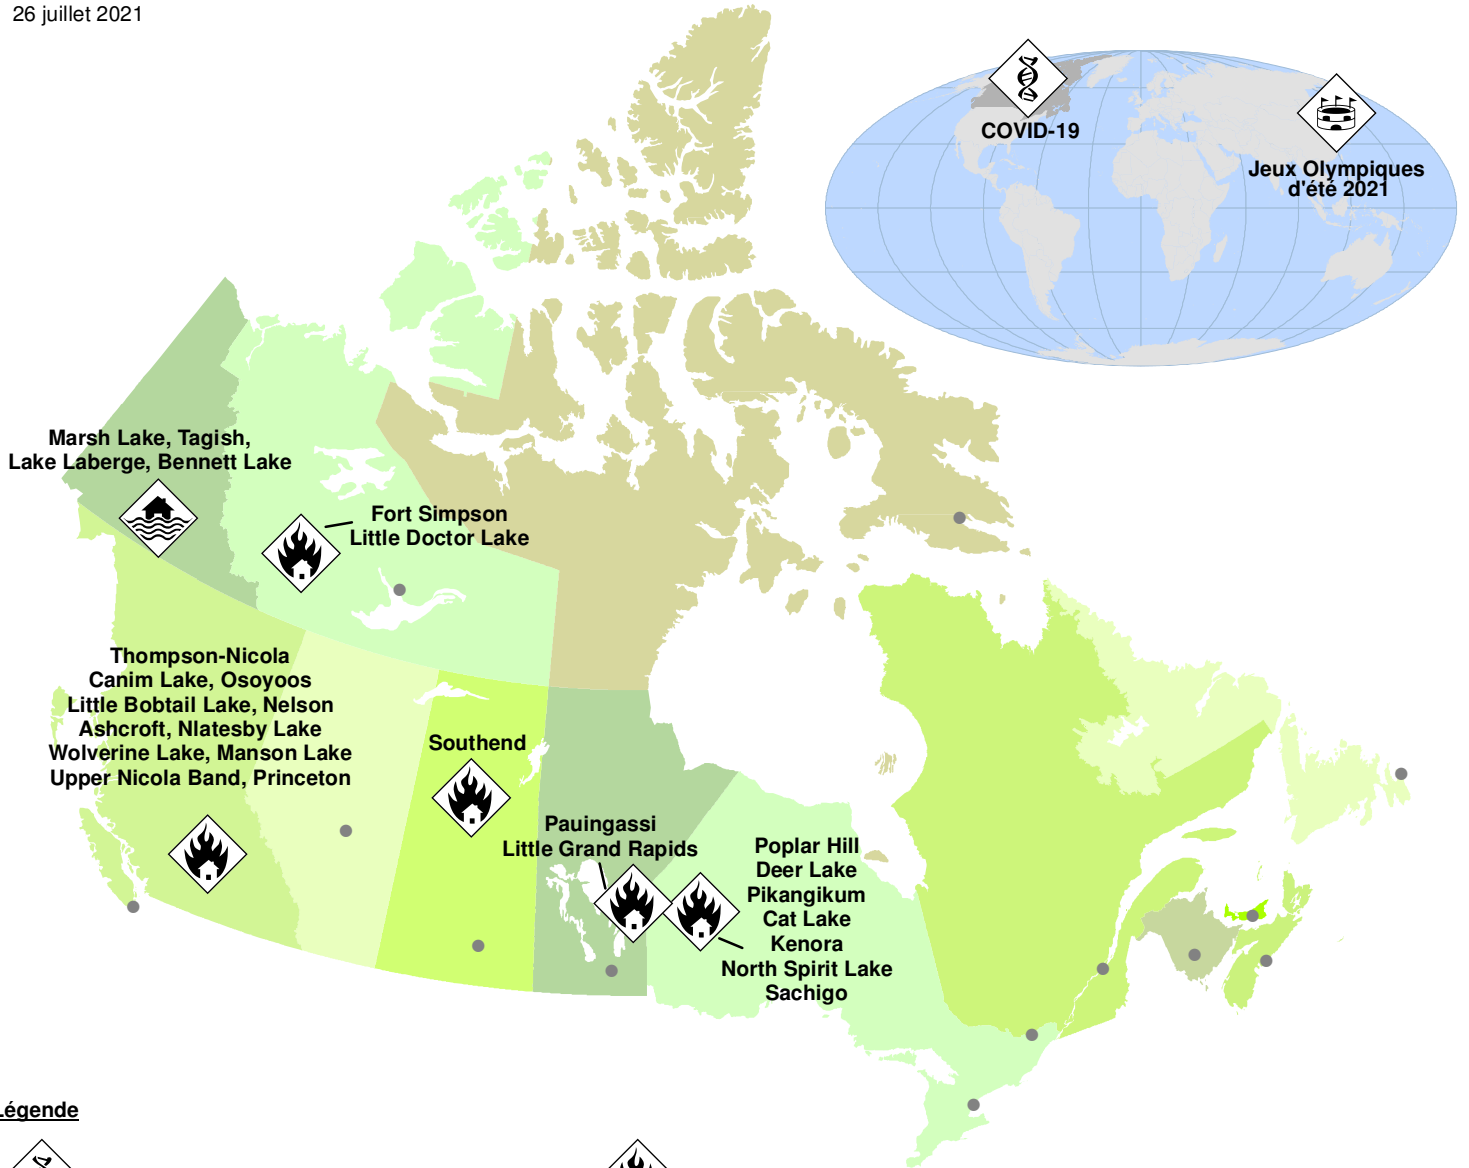 26 juillet 2021
COVID-19
Jeux Olympiques
d'été 2021
Marsh Lake, Tagish,
Lake Laberge, Bennett Lake
Fort Simpson
Little Doctor Lake
Thompson-Nicola
Canim Lake, Osoyoos
Little Bobtail Lake, Nelson
Ashcroft, Nlatesby Lake
Wolverine Lake, Manson Lake
Upper Nicola Band, Princeton
Southend
Pauingassi
Little Grand Rapids
Poplar Hill
Deer Lake
Pikangikum
Cat Lake
Kenora
North Spirit Lake
Sachigo
Légende